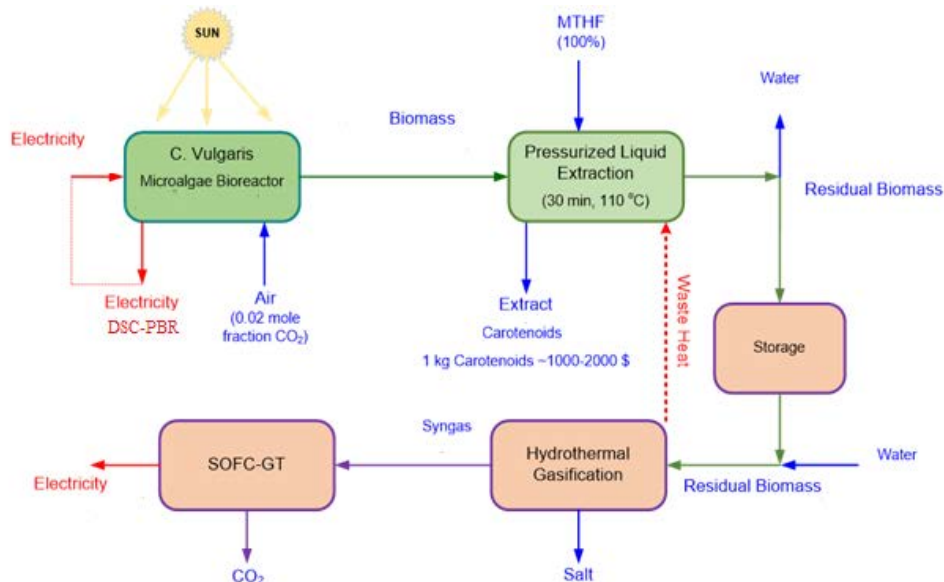 SUN
MTHF
(100%)
Water
Electricity
C. Vulgaris
Microalgae Bioreactor
Biomass
Pressurized Liquid
Extraction
(30 min, 110 °C)
Residual Biomass
Electricity
DSC-PBR
Air
(0.02 mole
fraction CO₂)
Extract
Carotenoids
1 kg Carotenoids ~1000-2000 $
Waste Heat
Storage
SOFC-GT
Syngas
Hydrothermal
Gasification
Water
Electricity
Residual Biomass
CO₂
Salt